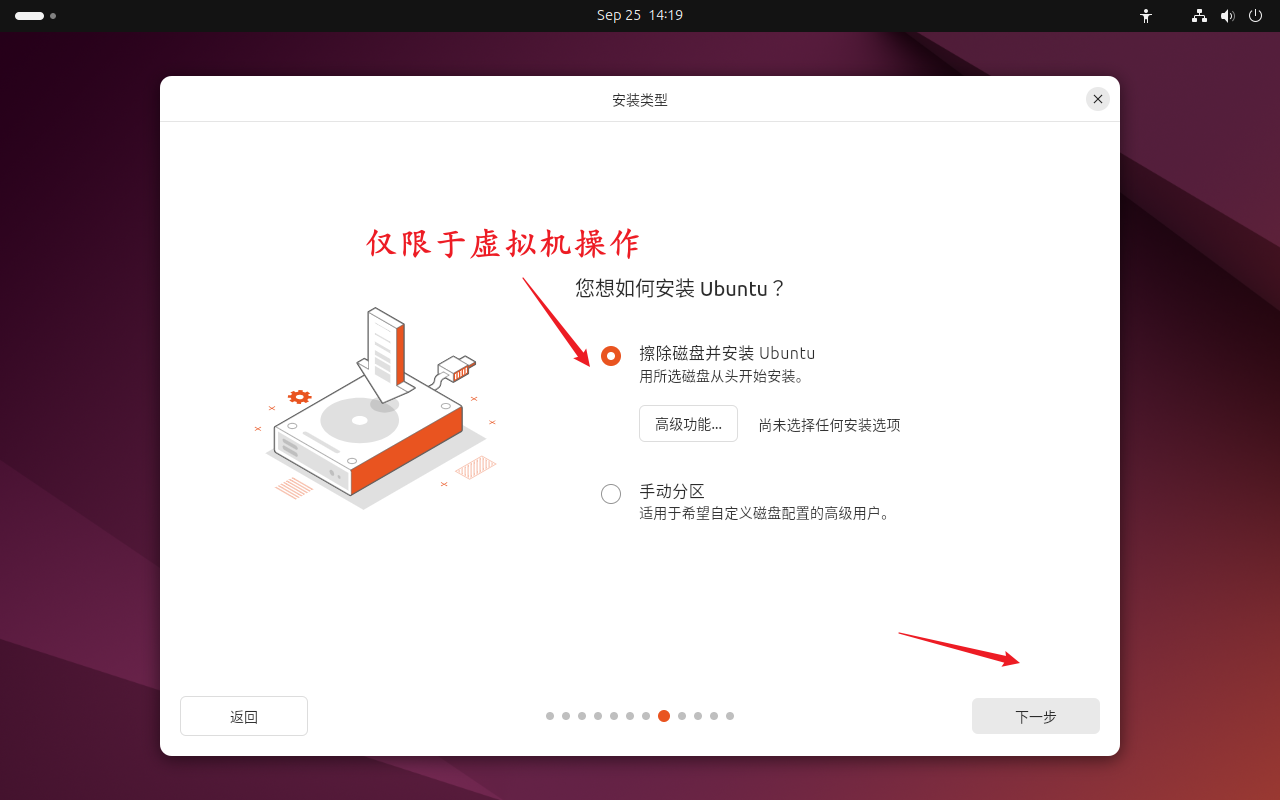 Sep 25 14:19
安装类型
仅限于虚拟机操作
您想如何安装 Ubuntu？
擦除磁盘并安装 Ubuntu
用所选磁盘从头开始安装。
高级功能... 尚未选择任何安装选项
手动分区
适用于希望自定义磁盘配置的高级用户。
返回 下一步